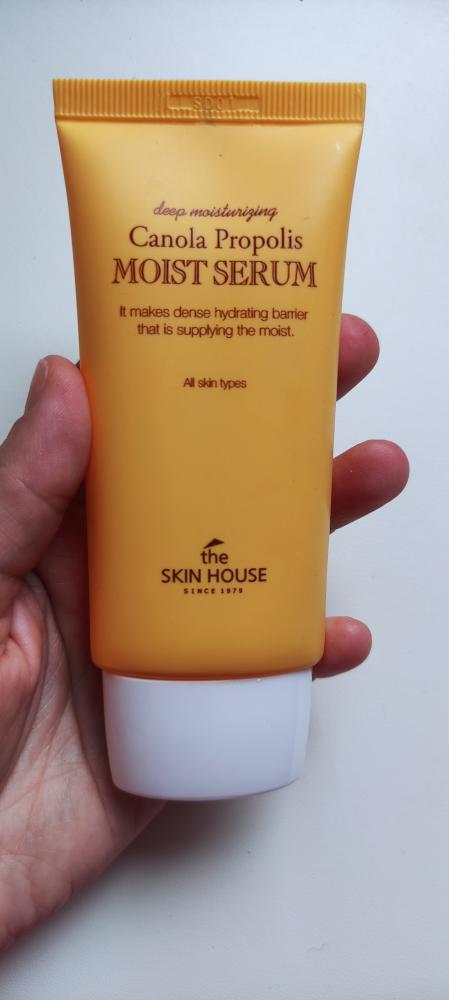 deep moisturizing
Canola Propolis
MOIST SERUM
It makes dense hydrating barrier
that is supplying the moist.
All skin types
the
SKIN HOUSE
SINCE 1979